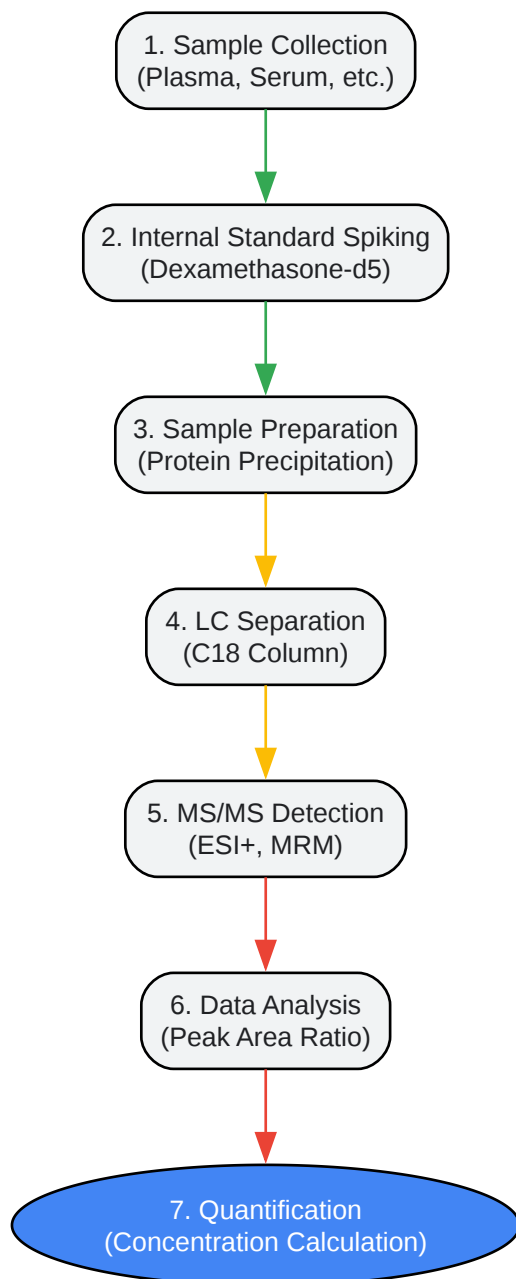 1. Sample Collection
(Plasma, Serum, etc.)
2. Internal Standard Spiking
(Dexamethasone-d5)
3. Sample Preparation
(Protein Precipitation)
4. LC Separation
(C18 Column)
5. MS/MS Detection
(ESI+, MRM)
6. Data Analysis
(Peak Area Ratio)
7. Quantification
(Concentration Calculation)